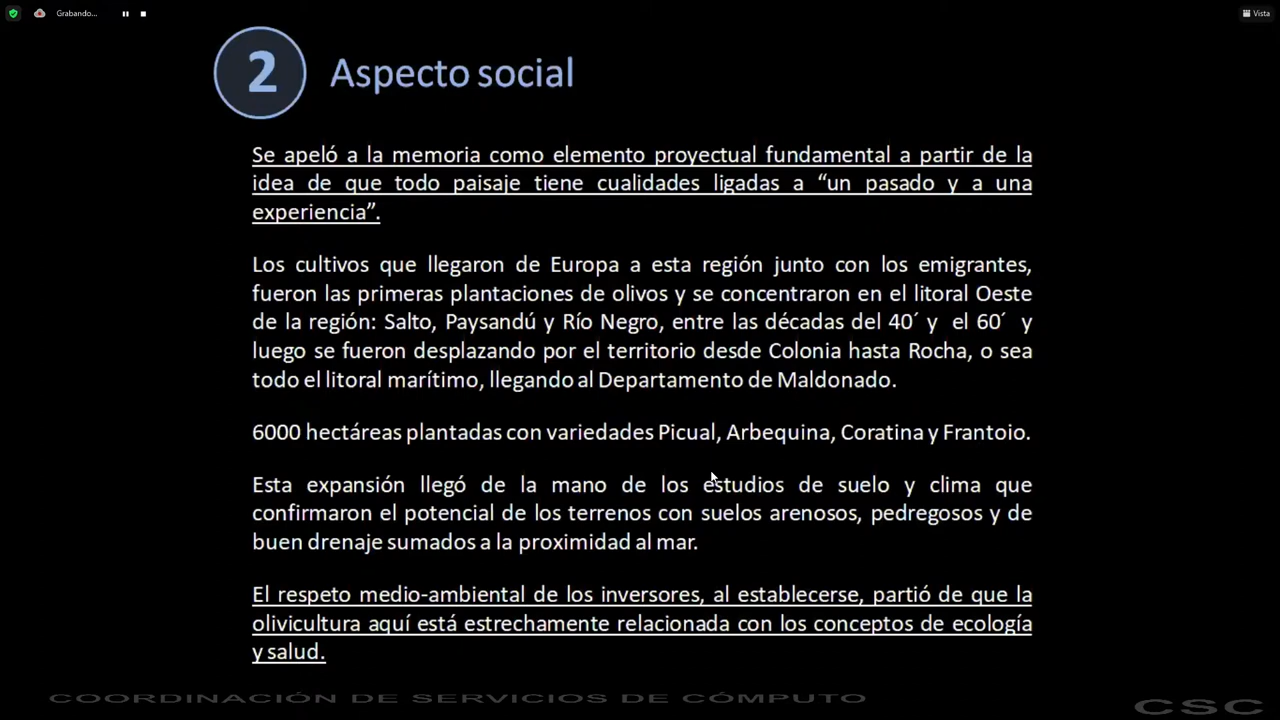 Grabando...
Vista
2 Aspecto social
Se apeló a la memoria como elemento proyectual fundamental a partir de la
idea de que todo paisaje tiene cualidades ligadas a “un pasado y a una
experiencia”.
Los cultivos que llegaron de Europa a esta región junto con los emigrantes,
fueron las primeras plantaciones de olivos y se concentraron en el litoral Oeste
de la región: Salto, Paysandú y Río Negro, entre las décadas del 40´ y el 60´ y
luego se fueron desplazando por el territorio desde Colonia hasta Rocha, o sea
todo el litoral marítimo, llegando al Departamento de Maldonado.
6000 hectáreas plantadas con variedades Picual, Arbequina, Coratina y Frantoio.
Esta expansión llegó de la mano de los estudios de suelo y clima que
confirmaron el potencial de los terrenos con suelos arenosos, pedregosos y de
buen drenaje sumados a la proximidad al mar.
El respeto medio-ambiental de los inversores, al establecerse, partió de que la
olivicultura aquí está estrechamente relacionada con los conceptos de ecología
y salud.
COORDINACIÓN DE SERVICIOS DE CÓMPUTO
CSC